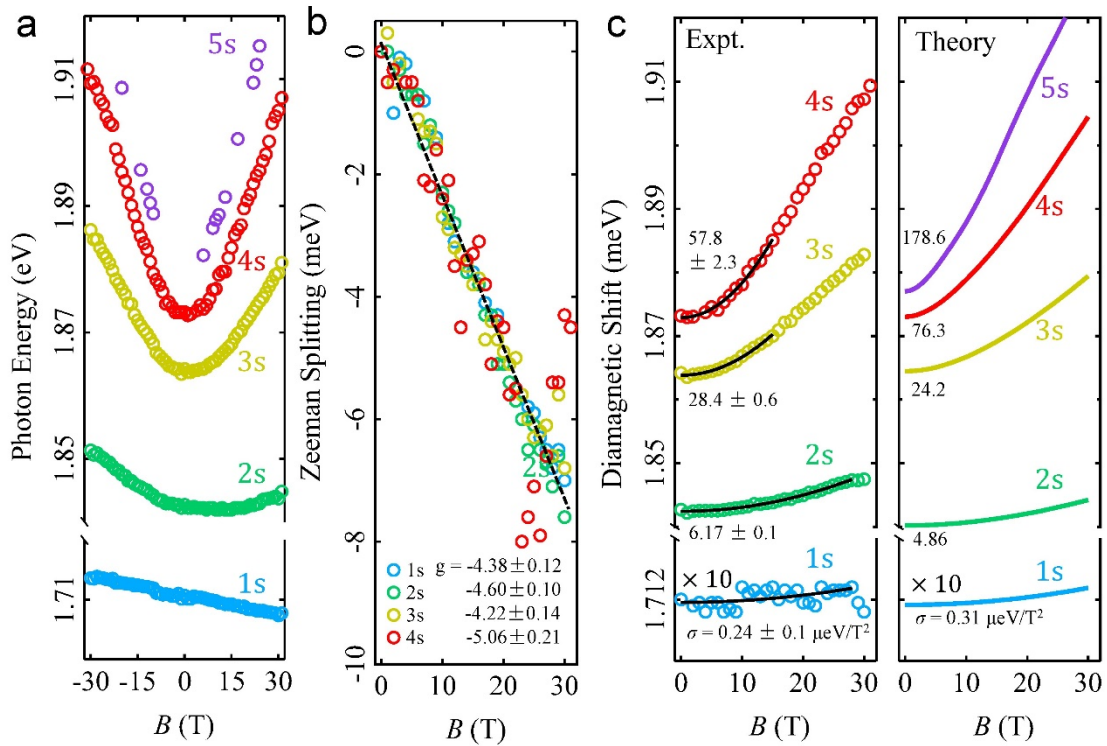 a
Photon Energy (eV)
1.91
1.89
1.87
1.85
1.71
5s
4s
3s
2s
1s
-30 -15 0 15 30
B (T)
b
Zeeman Splitting (meV)
0
-2
-4
-6
-8
-10
2s
1s g = -4.38±0.12
2s -4.60±0.10
3s -4.22±0.14
4s -5.06±0.21
0 10 20 30
B (T)
c
Diamagnetic Shift (meV)
1.91
1.89
1.87
1.85
1.712
Expt.
4s
57.8
± 2.3
3s
28.4 ± 0.6
2s
6.17 ± 0.1
1s
× 10
σ = 0.24 ± 0.1 μeV/T²
0 10 20 30
B (T)
Theory
5s
178.6
4s
76.3
3s
24.2
2s
4.86
1s
× 10
σ = 0.31 μeV/T²
0 10 20 30
B (T)